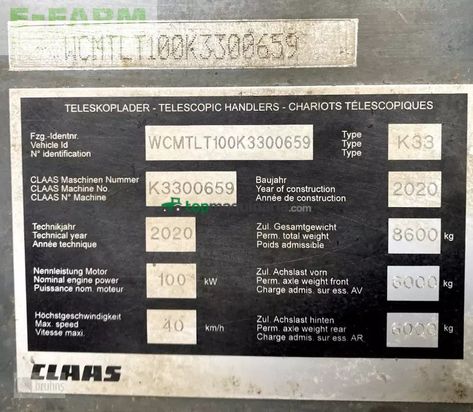 E-FARM
WCMTLT100K3300659
TELESKOPLADER - TELESCOPIC HANDLERS - CHARIOTS TÉLESCOPIQUES
Fzg.-Identnr.
Vehicle Id
N° identification
WCMTLT100K3300659
Type
Type
Type
K33
CLAAS Maschinen Nummer
CLAAS Machine No.
CLAAS N° Machine
K3300659
Baujahr
Year of construction
Année de construction
2020
Technikjahr
Technical year
Année technique
2020
Zul. Gesamtgewicht
Perm. total weight
Poids admissible
8600 kg
Nennleistung Motor
Nominal engine power
Puissance nom. moteur
100 kW
Zul. Achslast vorn
Perm. axle weight front
Charge admis. sur ess. AV
6000 kg
Höchstgeschwindigkeit
Max. speed
Vitesse maxi.
40 km/h
Zul. Achslast hinten
Perm. axle weight rear
Charge admis. sur ess. AR
6000 kg
CLAAS
bruhns